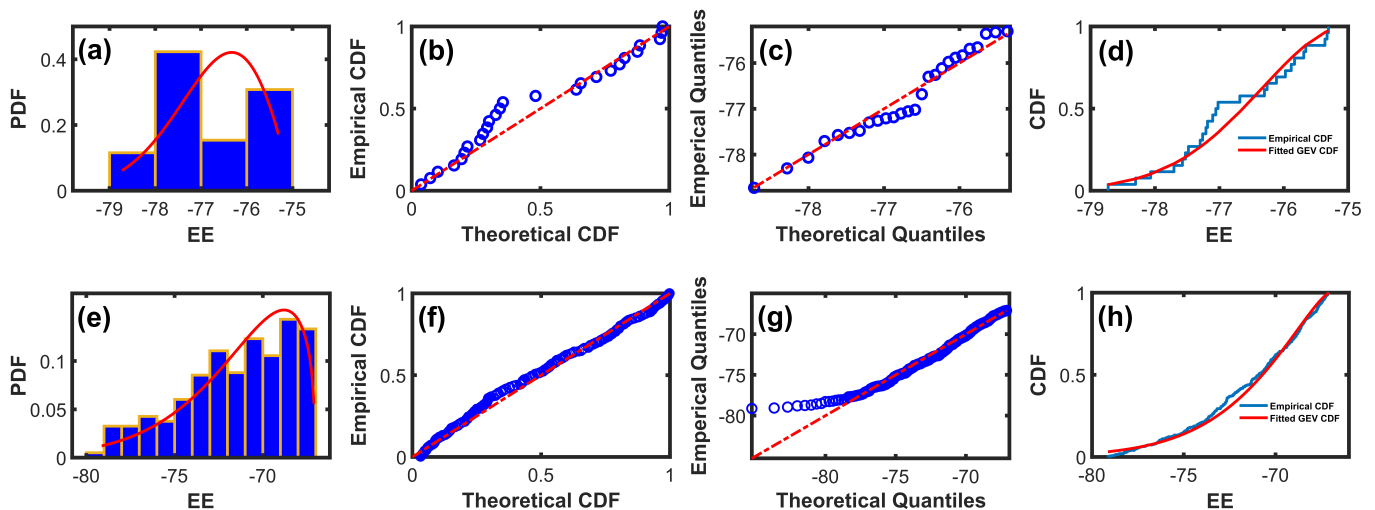 (a)
PDF
0.4
0.2
0
-79 -78 -77 -76 -75
EE
(b)
Empirical CDF
1
0.5
0
0 0.5 1
Theoretical CDF
(c)
Emperical Quantiles
-76
-77
-78
-78 -77 -76
Theoretical Quantiles
(d)
CDF
1
0.5
0
Empirical CDF
Fitted GEV CDF
-79 -78 -77 -76 -75
EE
(e)
PDF
0.1
0.05
0
-80 -75 -70
EE
(f)
Empirical CDF
1
0.5
0
0 0.5 1
Theoretical CDF
(g)
Emperical Quantiles
-70
-75
-80
-80 -75 -70
Theoretical Quantiles
(h)
CDF
1
0.5
0
Empirical CDF
Fitted GEV CDF
-80 -75 -70
EE